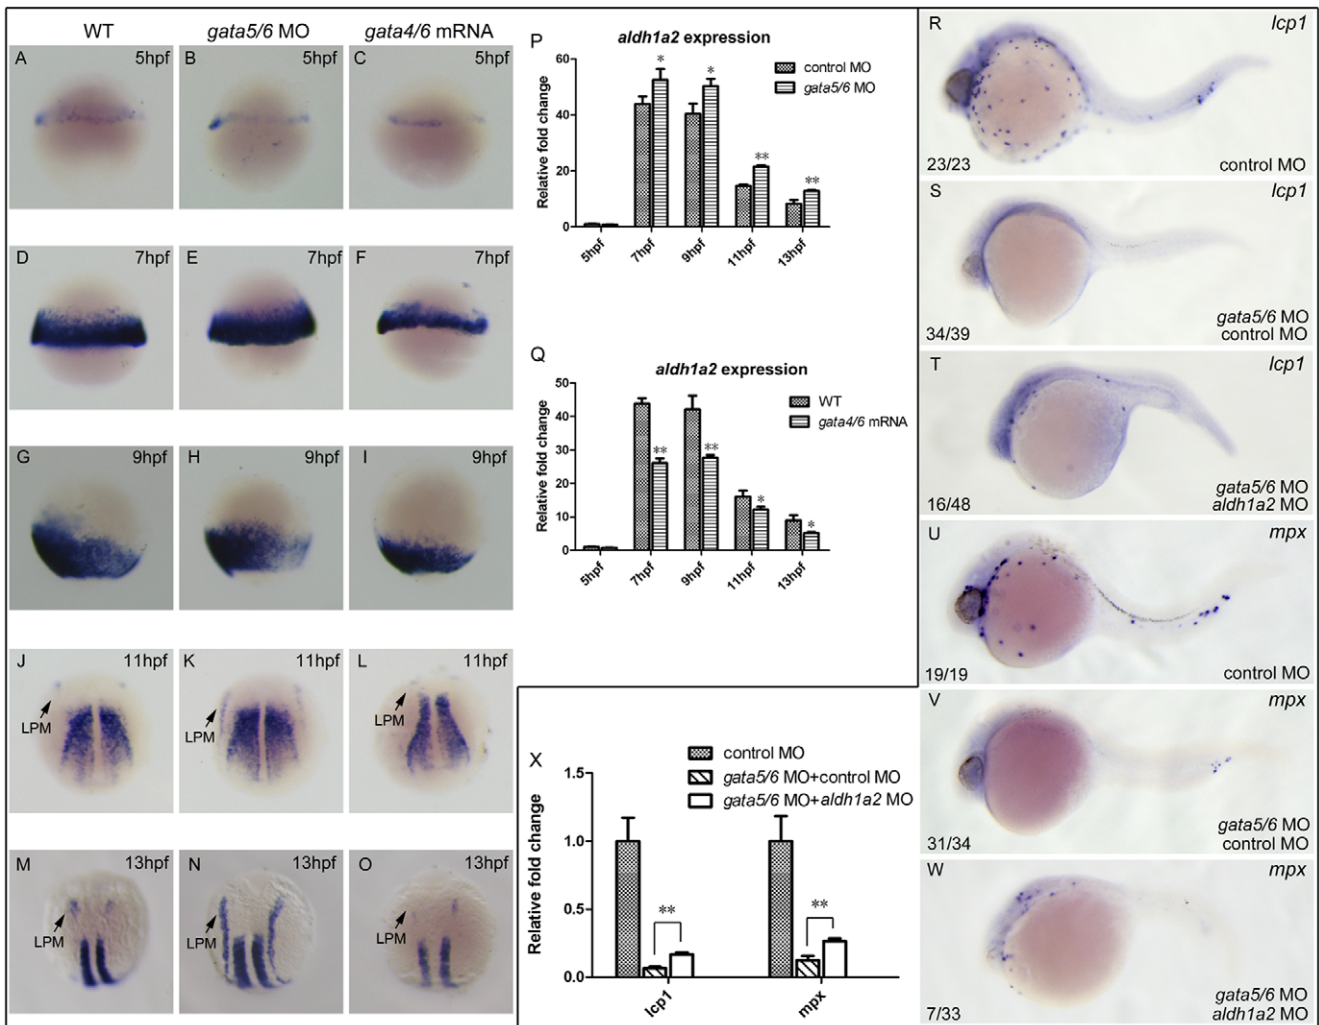 WT
gata5/6 MO
gata4/6 mRNA
A
5hpf
B
5hpf
C
5hpf
D
7hpf
E
7hpf
F
7hpf
G
9hpf
H
9hpf
I
9hpf
J
11hpf
LPM
K
11hpf
LPM
L
11hpf
LPM
M
13hpf
LPM
N
13hpf
LPM
O
13hpf
LPM
P
aldh1a2 expression
Relative fold change
60
40
20
0
control MO
gata5/6 MO
*
*
**
**
5hpf
7hpf
9hpf
11hpf
13hpf
Q
aldh1a2 expression
Relative fold change
50
40
30
20
10
0
WT
gata4/6 mRNA
**
**
*
*
5hpf
7hpf
9hpf
11hpf
13hpf
X
control MO
gata5/6 MO+control MO
gata5/6 MO+aldh1a2 MO
Relative fold change
1.5
1.0
0.5
0.0
**
**
lcp1
mpx
R
lcp1
23/23
control MO
S
lcp1
gata5/6 MO
34/39
control MO
T
lcp1
gata5/6 MO
16/48
aldh1a2 MO
U
mpx
19/19
control MO
V
mpx
gata5/6 MO
31/34
control MO
W
mpx
gata5/6 MO
7/33
aldh1a2 MO